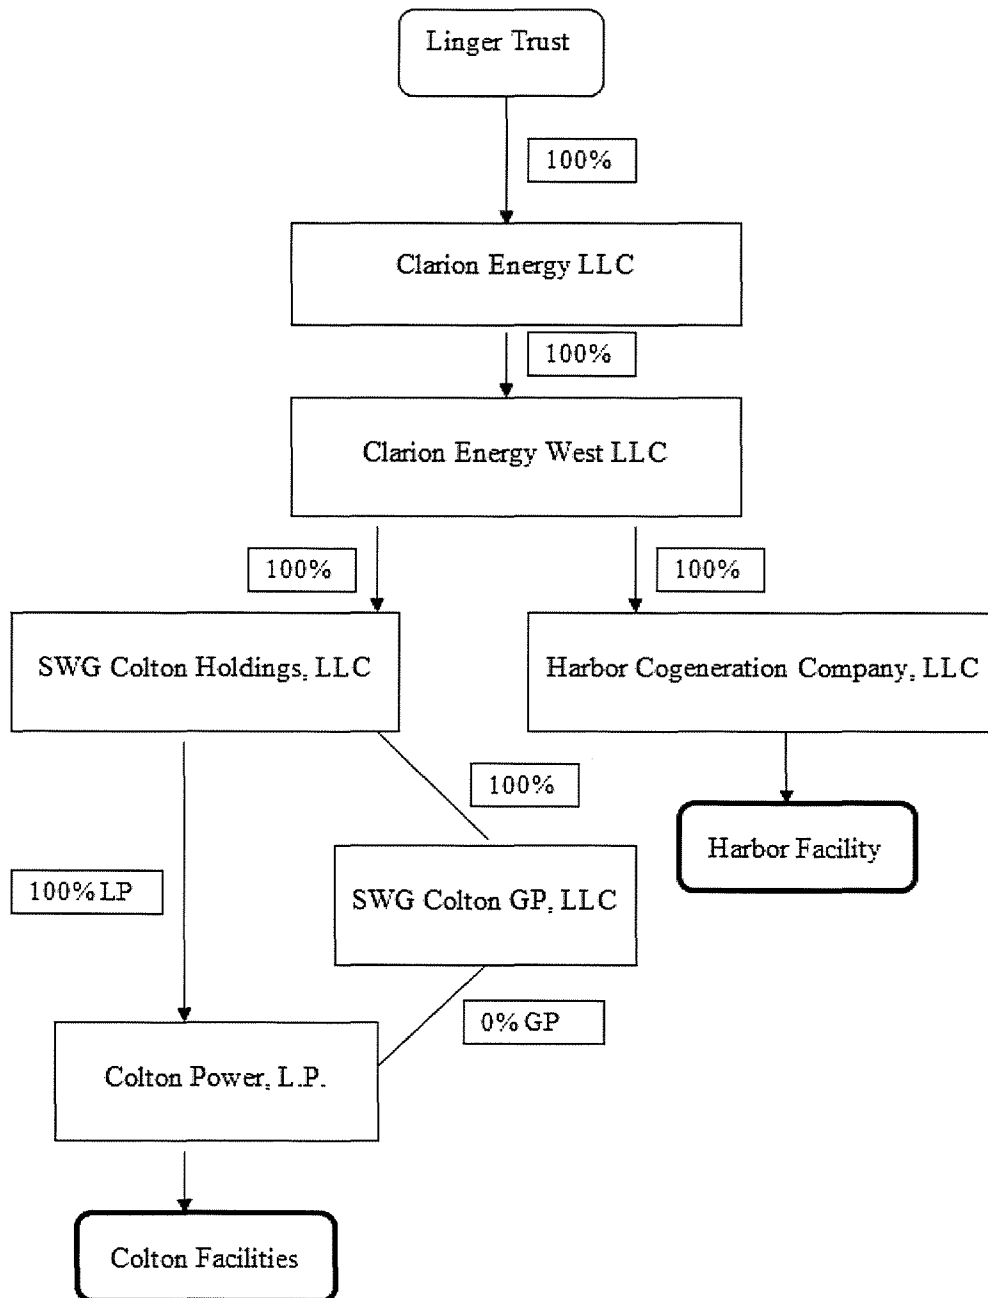 Linger Trust
100%
Clarion Energy LLC
100%
Clarion Energy West LLC
100%
100%
SWG Colton Holdings, LLC
Harbor Cogeneration Company, LLC
100%
Harbor Facility
100% LP
SWG Colton GP, LLC
0% GP
Colton Power, L.P.
Colton Facilities